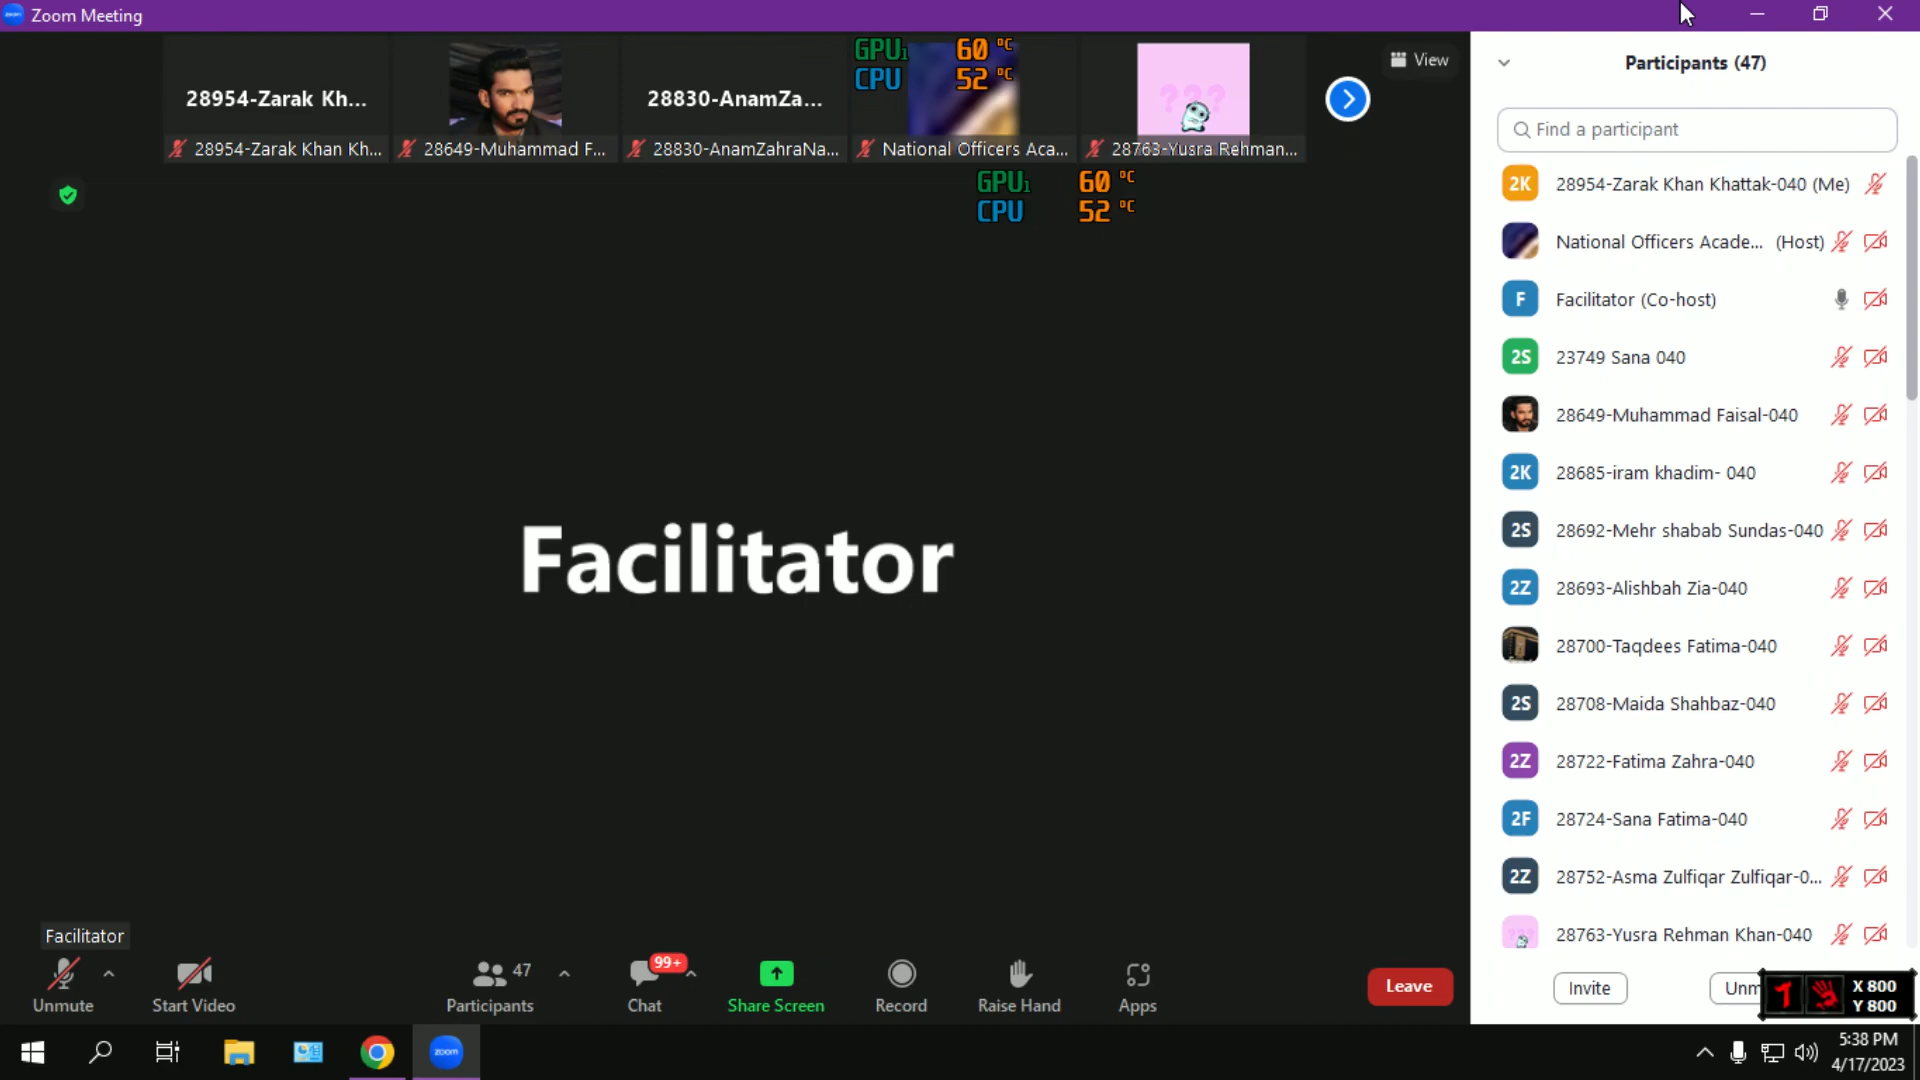 Zoom Meeting
28954-Zarak Kh...
28830-AnamZa...
GPU1 60 °C
CPU 52 °C
???
View
28954-Zarak Khan Kh...
28649-Muhammad F...
28830-AnamZahraNa...
National Officers Aca...
28763-Yusra Rehman...
GPU1 60 °C
CPU 52 °C
Facilitator
Facilitator
Participants (47)
Find a participant
2K 28954-Zarak Khan Khattak-040 (Me)
National Officers Acade... (Host)
F Facilitator (Co-host)
2S 23749 Sana 040
28649-Muhammad Faisal-040
2K 28685-iram khadim- 040
2S 28692-Mehr shabab Sundas-040
2Z 28693-Alishbah Zia-040
28700-Taqdees Fatima-040
2S 28708-Maida Shahbaz-040
2Z 28722-Fatima Zahra-040
2F 28724-Sana Fatima-040
2Z 28752-Asma Zulfiqar Zulfiqar-0...
28763-Yusra Rehman Khan-040
Invite
Unm
X 800
Y 800
Unmute
Start Video
47
Participants
99+
Chat
Share Screen
Record
Raise Hand
Apps
Leave
zoom
5:38 PM
4/17/2023